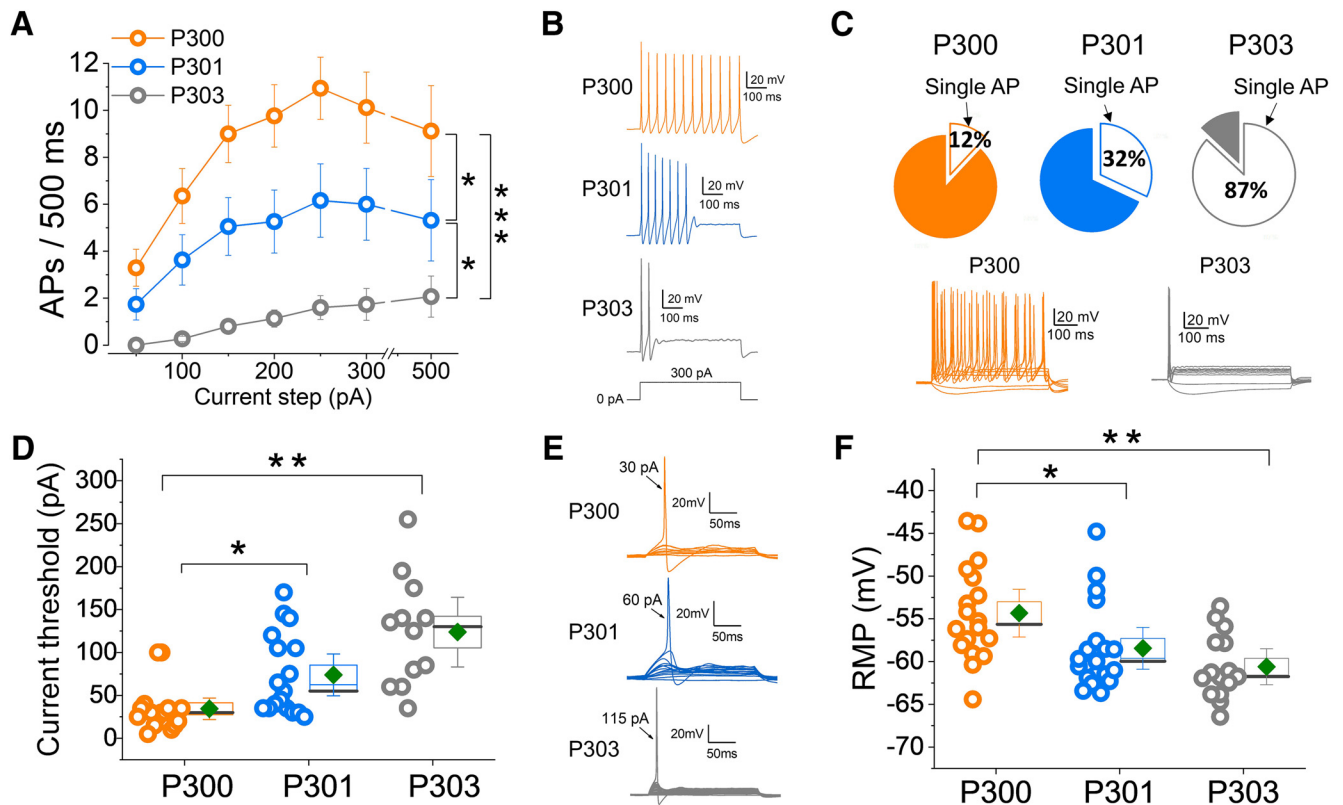 A
P300
P301
P303
APs / 500 ms
12
10
8
6
4
2
0
*
***
*
100
200
300
500
Current step (pA)
B
P300
20 mV
100 ms
P301
20 mV
100 ms
P303
20 mV
100 ms
300 pA
0 pA
C
P300
P301
P303
Single AP
Single AP
Single AP
12%
32%
87%
P300
P303
20 mV
100 ms
20 mV
100 ms
D
Current threshold (pA)
300
250
200
150
100
50
0
**
*
P300
P301
P303
E
30 pA
P300
20mV
50ms
60 pA
P301
20mV
50ms
115 pA
P303
20mV
50ms
F
RMP (mV)
-40
-45
-50
-55
-60
-65
-70
**
*
P300
P301
P303